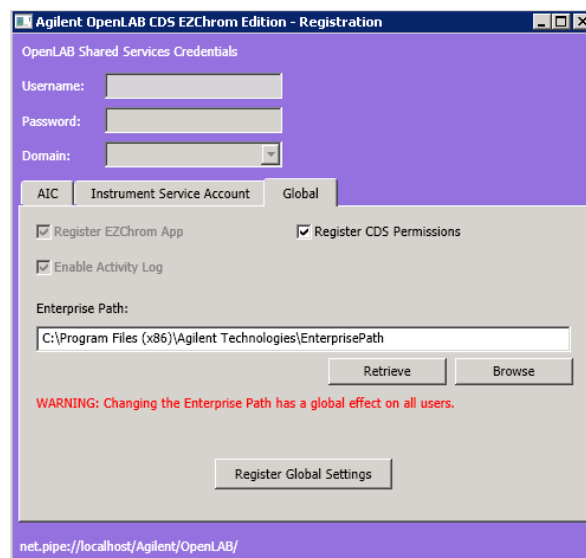 Agilent OpenLAB CDS EZChrom Edition - Registration
OpenLAB Shared Services Credentials
Username:
Password:
Domain:
AIC Instrument Service Account Global
Register EZChrom App Register CDS Permissions
Enable Activity Log
Enterprise Path:
C:\Program Files (x86)\Agilent Technologies\EnterprisePath
Retrieve Browse
WARNING: Changing the Enterprise Path has a global effect on all users.
Register Global Settings
net.pipe://localhost/Agilent/OpenLAB/